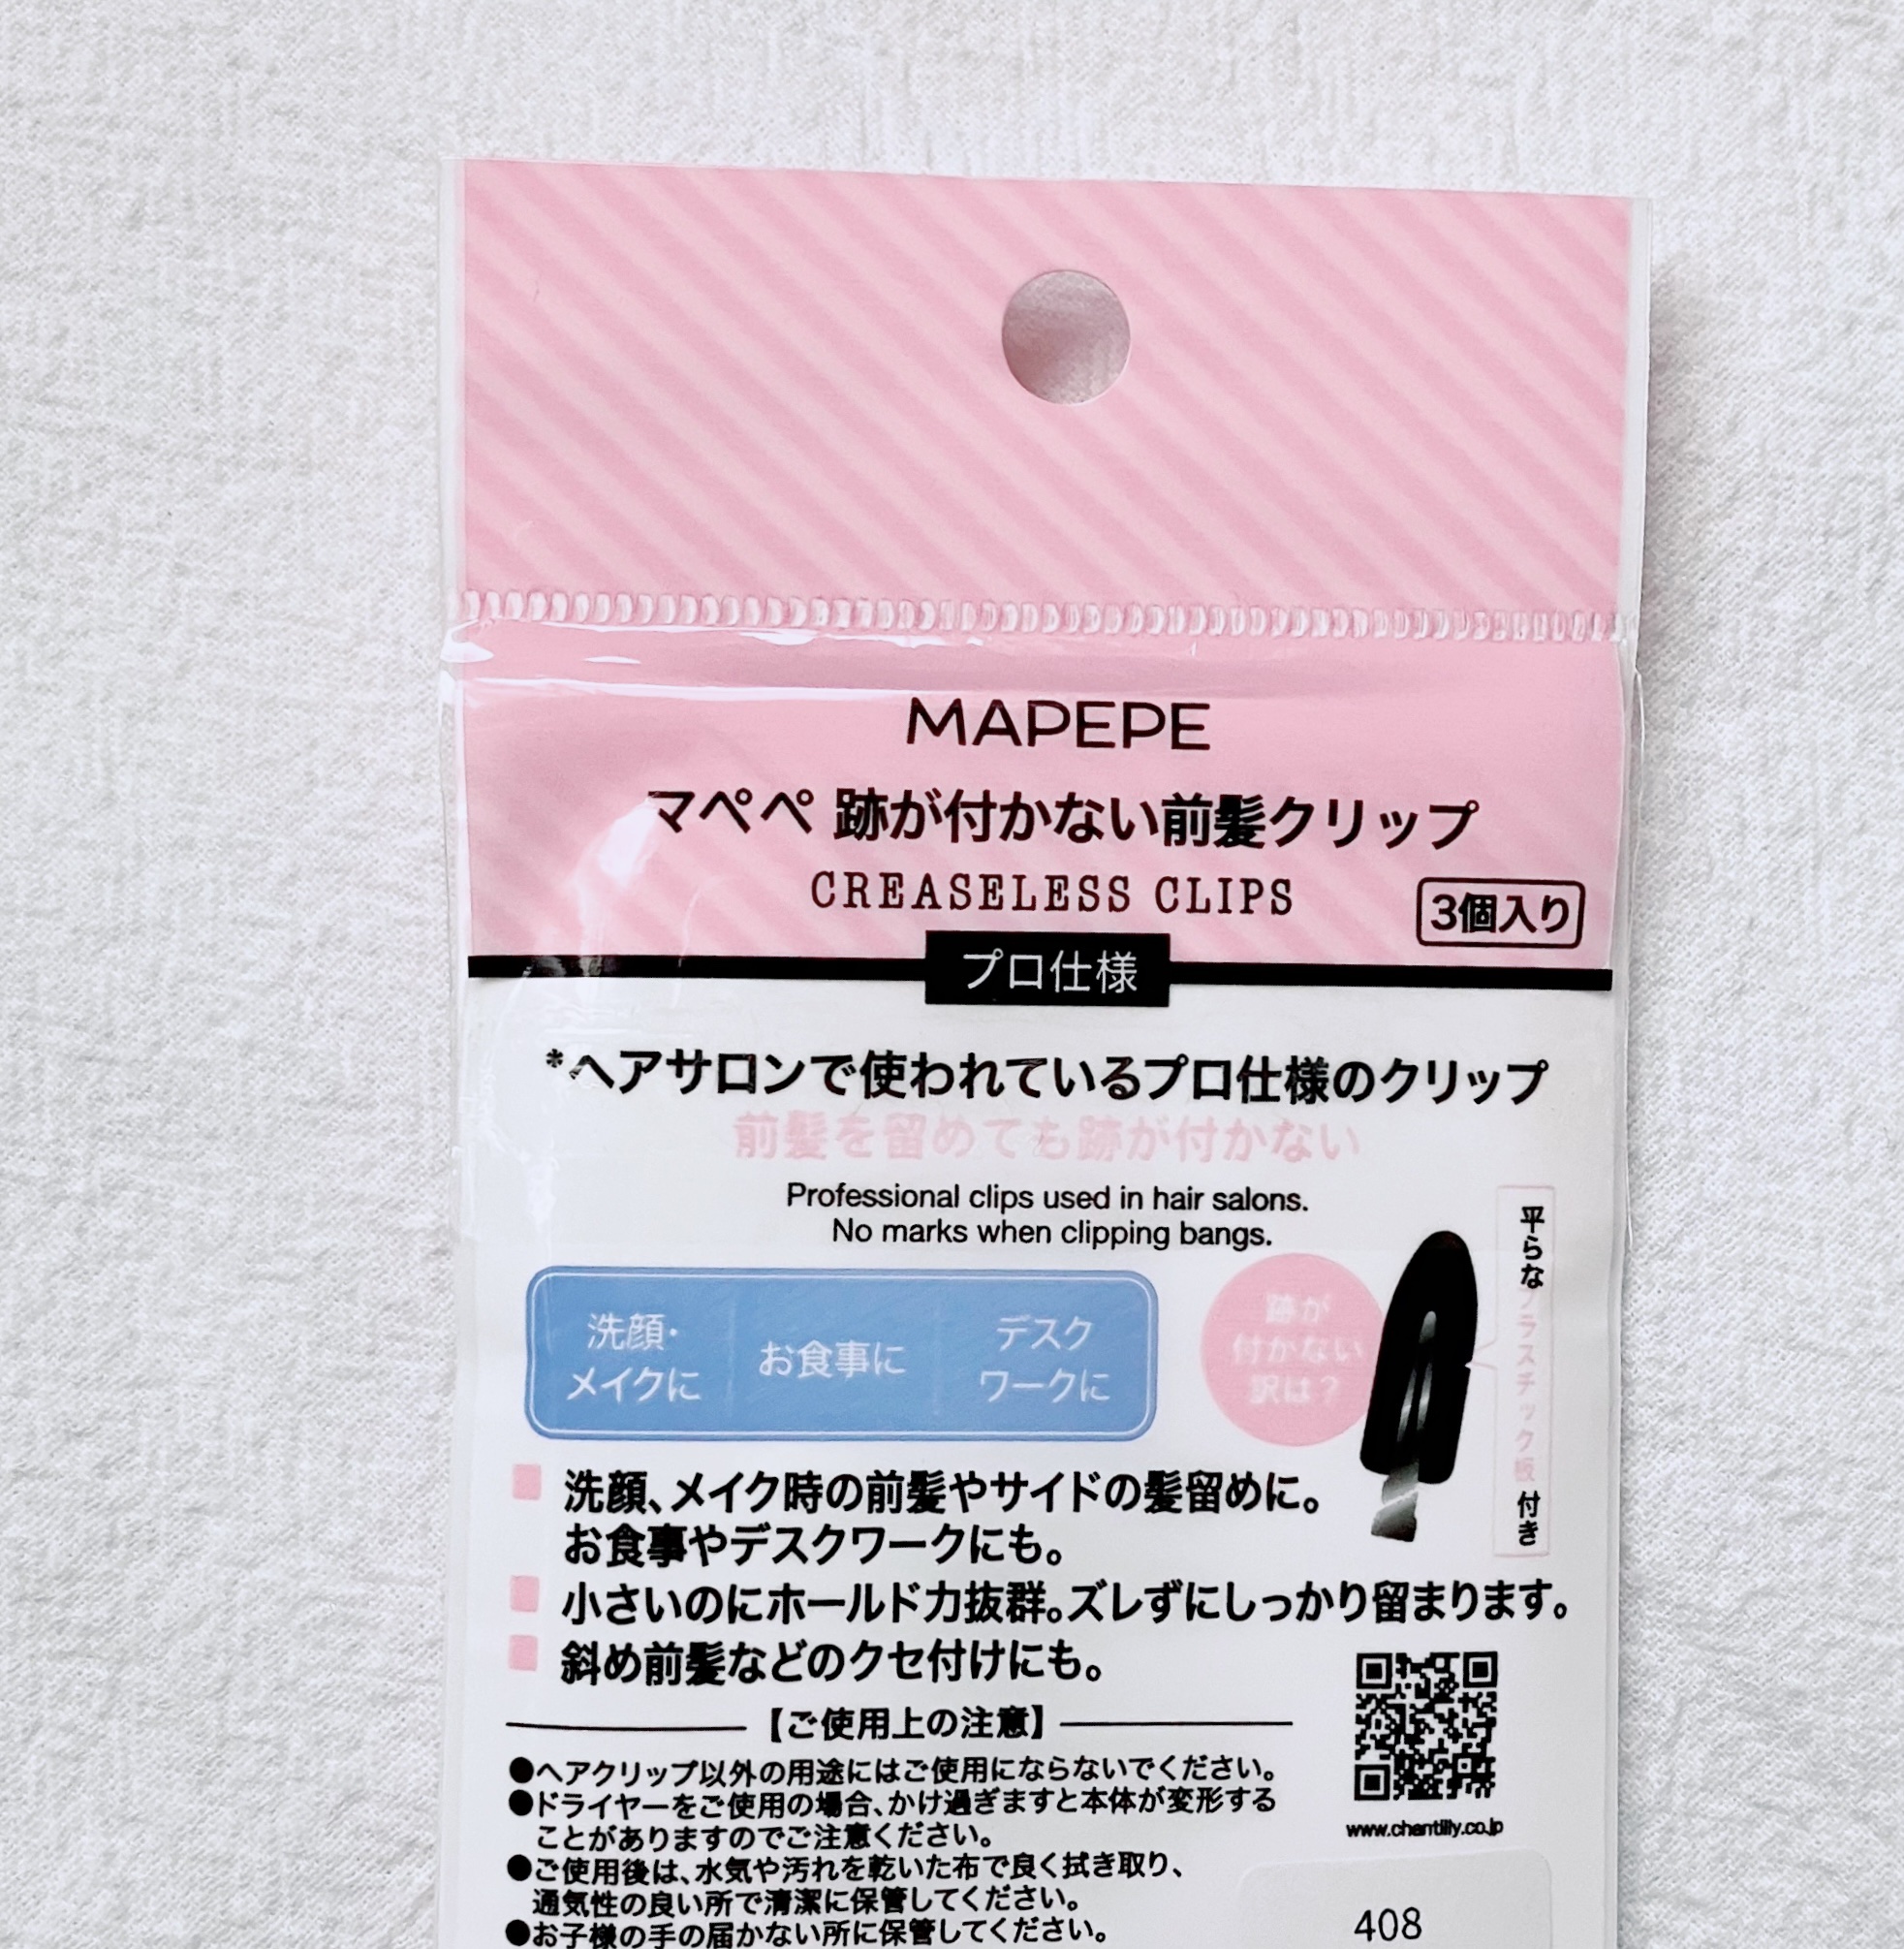 MAPEPE
マペペ 跡が付かない前髪クリップ
CREASELESS CLIPS
3個入り
プロ仕様
*ヘアサロンで使われているプロ仕様のクリップ
前髪を留めても跡が付かない
Professional clips used in hair salons.
No marks when clipping bangs.
洗顔・
メイクに
お食事に
デスク
ワークに
跡が
付かない
訳は？
平らなプラスチック板付き
洗顔、メイク時の前髪やサイドの髪留めに。
お食事やデスクワークにも。
小さいのにホールド力抜群。ズレずにしっかり留まります。
斜め前髪などのクセ付けにも。
【ご使用上の注意】
●ヘアクリップ以外の用途にはご使用にならないでください。
●ドライヤーをご使用の場合、かけ過ぎますと本体が変形する
ことがありますのでご注意ください。
●ご使用後は、水気や汚れを乾いた布で良く拭き取り、
通気性の良い所で清潔に保管してください。
●お子様の手の届かない所に保管してください。
www.chantilly.co.jp
408